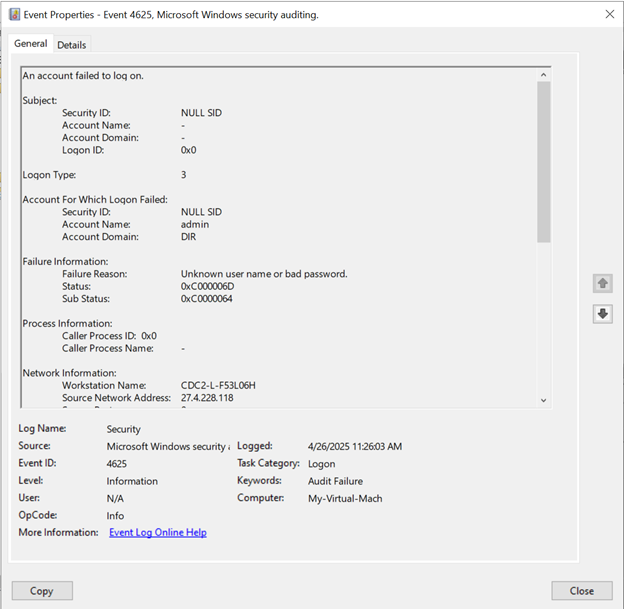 Event Properties - Event 4625, Microsoft Windows security auditing.
General Details
An account failed to log on.
Subject:
Security ID: NULL SID
Account Name: -
Account Domain: -
Logon ID: 0x0
Logon Type: 3
Account For Which Logon Failed:
Security ID: NULL SID
Account Name: admin
Account Domain: DIR
Failure Information:
Failure Reason: Unknown user name or bad password.
Status: 0xC000006D
Sub Status: 0xC0000064
Process Information:
Caller Process ID: 0x0
Caller Process Name: -
Network Information:
Workstation Name: CDC2-L-F53L06H
Source Network Address: 27.4.228.118
Log Name: Security
Source: Microsoft Windows security Logged: 4/26/2025 11:26:03 AM
Event ID: 4625 Task Category: Logon
Level: Information Keywords: Audit Failure
User: N/A Computer: My-Virtual-Mach
OpCode: Info
More Information: Event Log Online Help
Copy Close